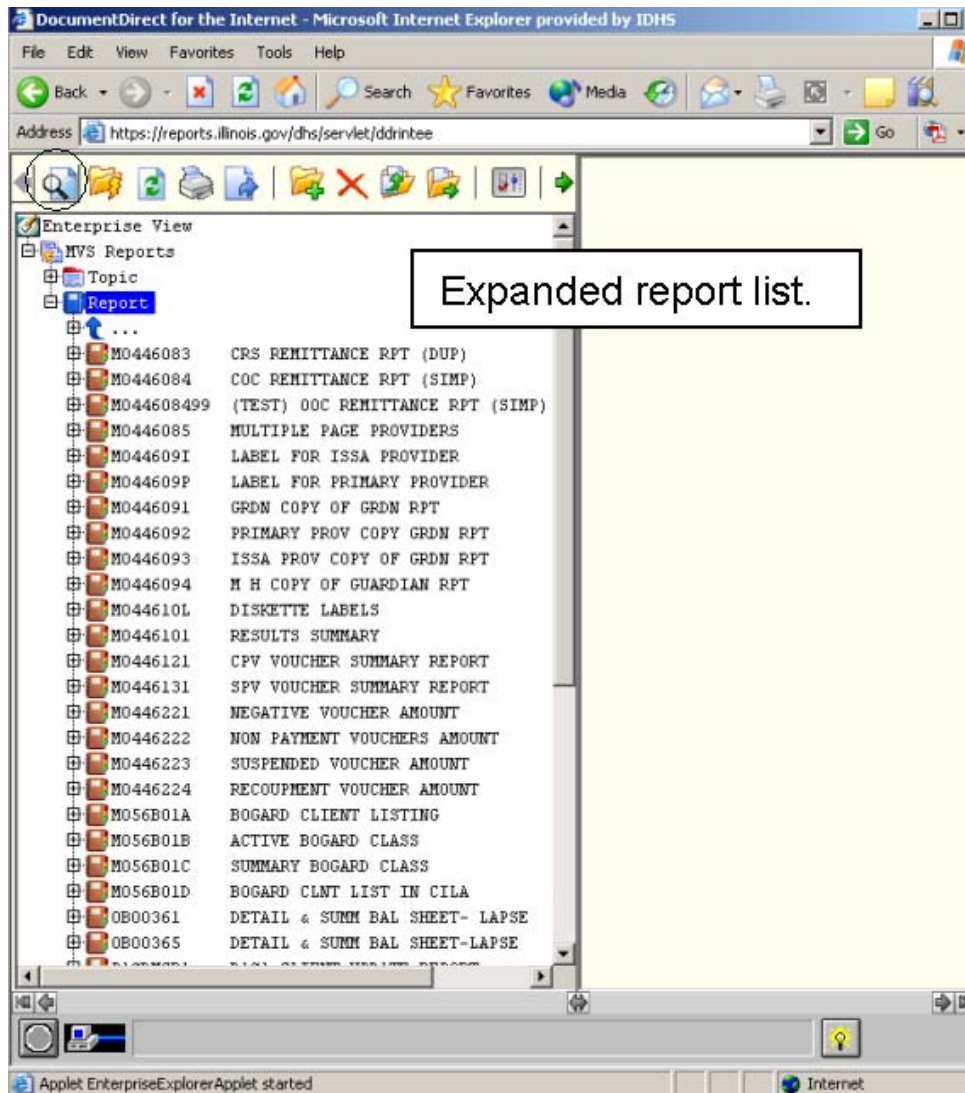 DocumentDirect for the Internet - Microsoft Internet Explorer provided by IDHS
File Edit View Favorites Tools Help
Back Search Favorites Media
Address https://reports.illinois.gov/dhs/servlet/ddrintee Go
Enterprise View
MVS Reports
Topic
Expanded report list.
Report
...
M0446083 CRS REMITTANCE RPT (DUP)
M0446084 COC REMITTANCE RPT (SIMP)
M044608499 (TEST) OOC REMITTANCE RPT (SIMP)
M0446085 MULTIPLE PAGE PROVIDERS
M044609I LABEL FOR ISSA PROVIDER
M044609P LABEL FOR PRIMARY PROVIDER
M0446091 GRDN COPY OF GRDN RPT
M0446092 PRIMARY PROV COPY GRDN RPT
M0446093 ISSA PROV COPY OF GRDN RPT
M0446094 M H COPY OF GUARDIAN RPT
M044610L DISKETTE LABELS
M0446101 RESULTS SUMMARY
M0446121 CPV VOUCHER SUMMARY REPORT
M0446131 SPV VOUCHER SUMMARY REPORT
M0446221 NEGATIVE VOUCHER AMOUNT
M0446222 NON PAYMENT VOUCHERS AMOUNT
M0446223 SUSPENDED VOUCHER AMOUNT
M0446224 RECOUPMENT VOUCHER AMOUNT
M056B01A BOGARD CLIENT LISTING
M056B01B ACTIVE BOGARD CLASS
M056B01C SUMMARY BOGARD CLASS
M056B01D BOGARD CLNT LIST IN CILA
OB00361 DETAIL & SUMM BAL SHEET- LAPSE
OB00365 DETAIL & SUMM BAL SHEET-LAPSE
Applet EnterpriseExplorerApplet started Internet